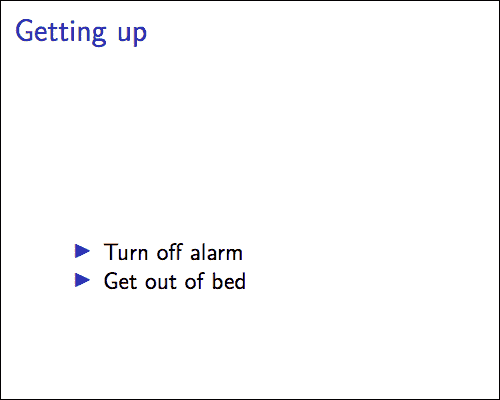 Getting up
Turn off alarm
Get out of bed